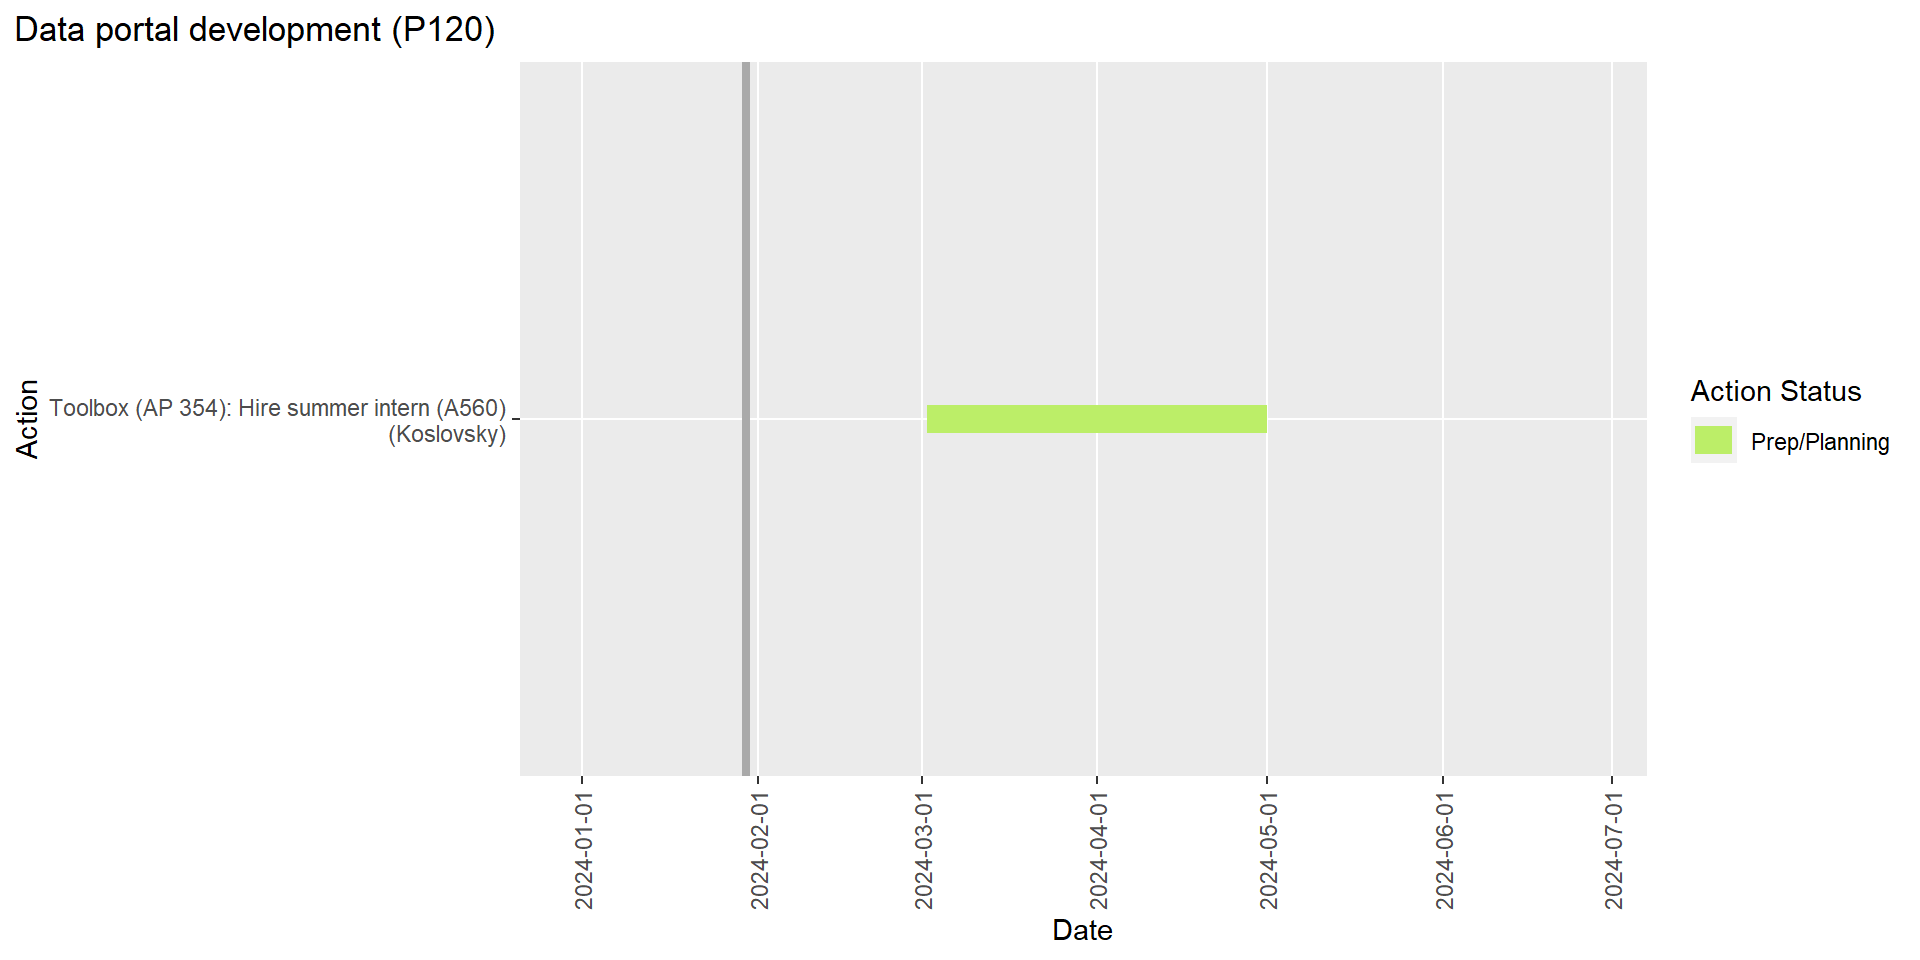 Data portal development (P120)
Action
Toolbox (AP 354): Hire summer intern (A560)
(Koslovsky)
Action Status
Prep/Planning
2024-01-01
2024-02-01
2024-03-01
2024-04-01
2024-05-01
2024-06-01
2024-07-01
Date